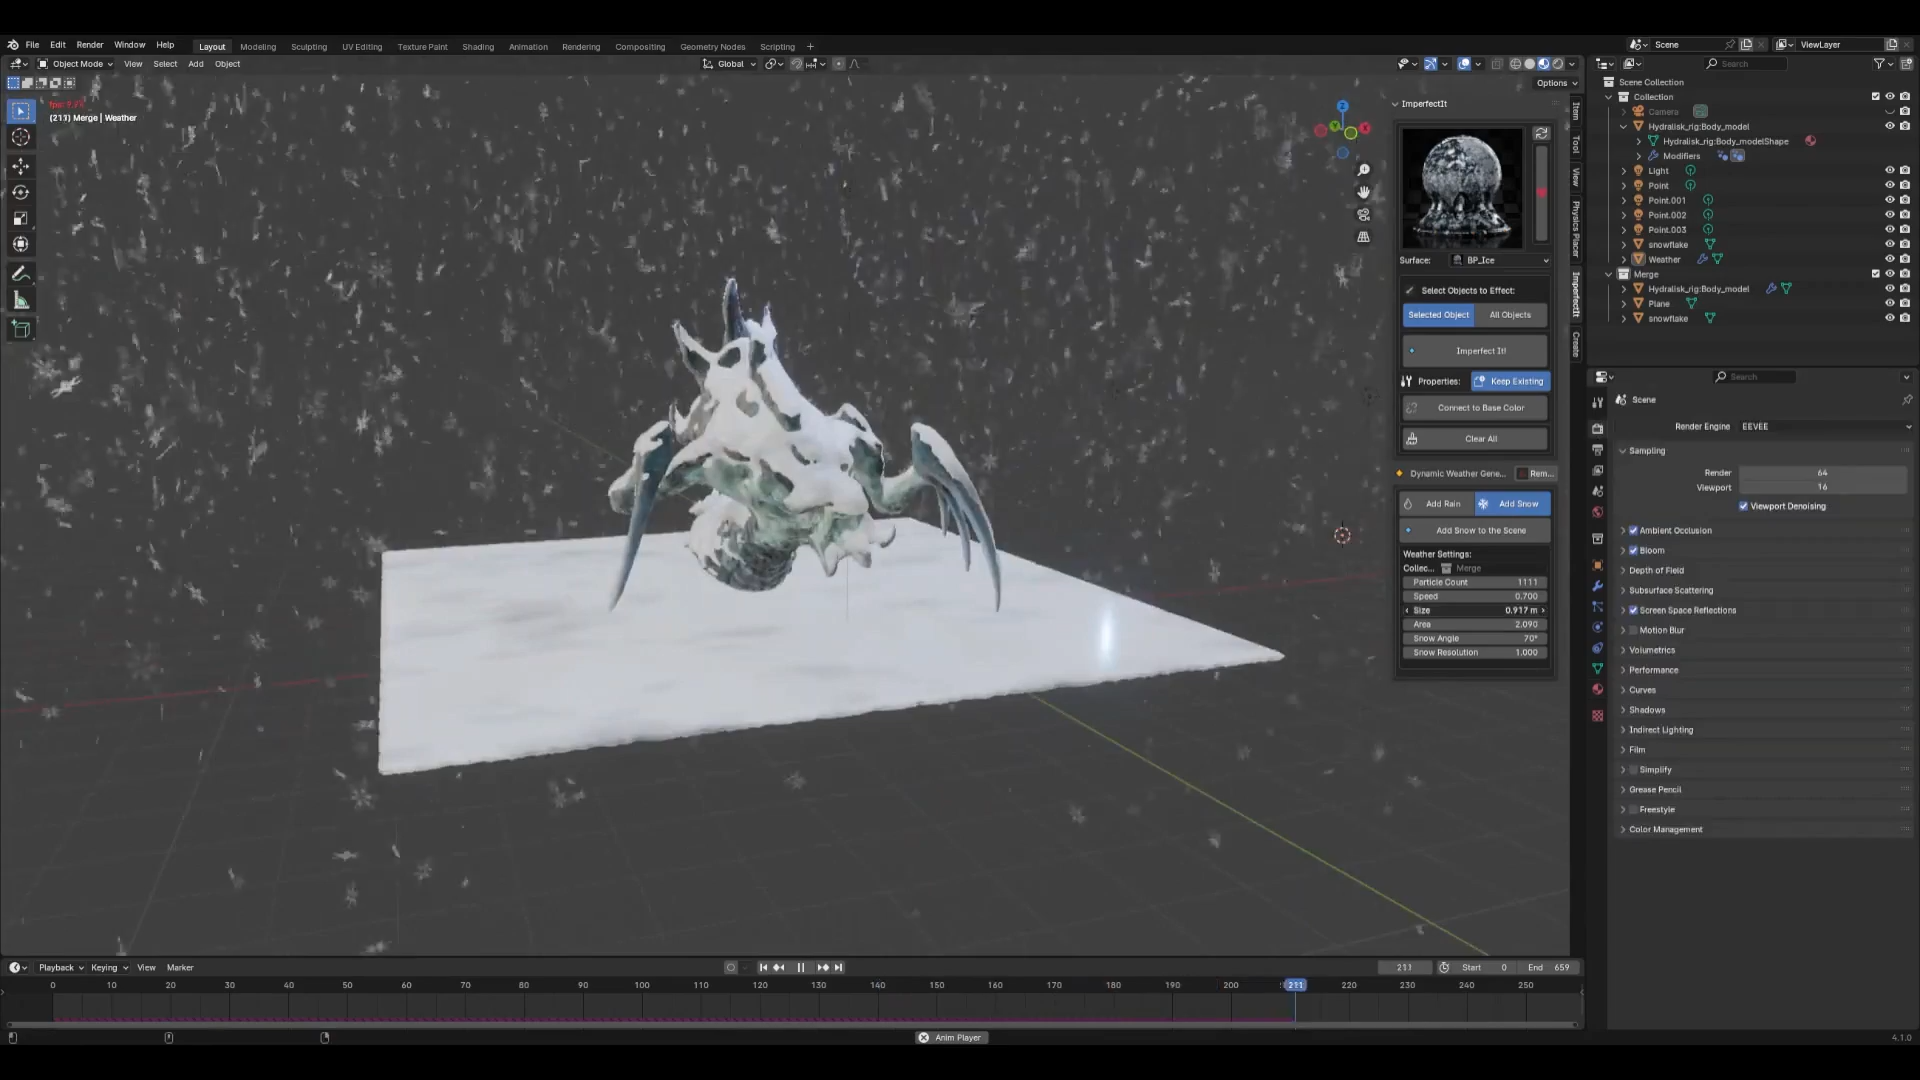 File Edit Render Window Help
Layout Modeling Sculpting UV Editing Texture Paint Shading Animation Rendering Compositing Geometry Nodes Scripting +
Scene
ViewLayer
Object Mode View Select Add Object
Global
Search
Options
(211) Merge | Weather
Item
Tool
View
Physics Placer
ImperfectIt
Create
ImperfectIt
Surface: BP_Ice
Select Objects to Effect:
Selected Object All Objects
Imperfect It!
Properties: Keep Existing
Connect to Base Color
Clear All
Dynamic Weather Gene... Rem...
Add Rain Add Snow
Add Snow to the Scene
Weather Settings:
Collec... Merge
Particle Count 1111
Speed 0.700
Size 0.917 m
Area 2.090
Snow Angle 70°
Snow Resolution 1.000
Scene Collection
Collection
Camera
Hydralisk_rig:Body_model
Hydralisk_rig:Body_modelShape
Modifiers
Light
Point
Point.001
Point.002
Point.003
snowflake
Weather
Merge
Hydralisk_rig:Body_model
Plane
snowflake
Search
Scene
Render Engine EEVEE
Sampling
Render 64
Viewport 16
Viewport Denoising
Ambient Occlusion
Bloom
Depth of Field
Subsurface Scattering
Screen Space Reflections
Motion Blur
Volumetrics
Performance
Curves
Shadows
Indirect Lighting
Film
Simplify
Grease Pencil
Freestyle
Color Management
Playback Keying View Marker
211 Start 0 End 659
0 10 20 30 40 50 60 70 80 90 100 110 120 130 140 150 160 170 180 190 200 211 220 230 240 250
Anim Player
4.1.0